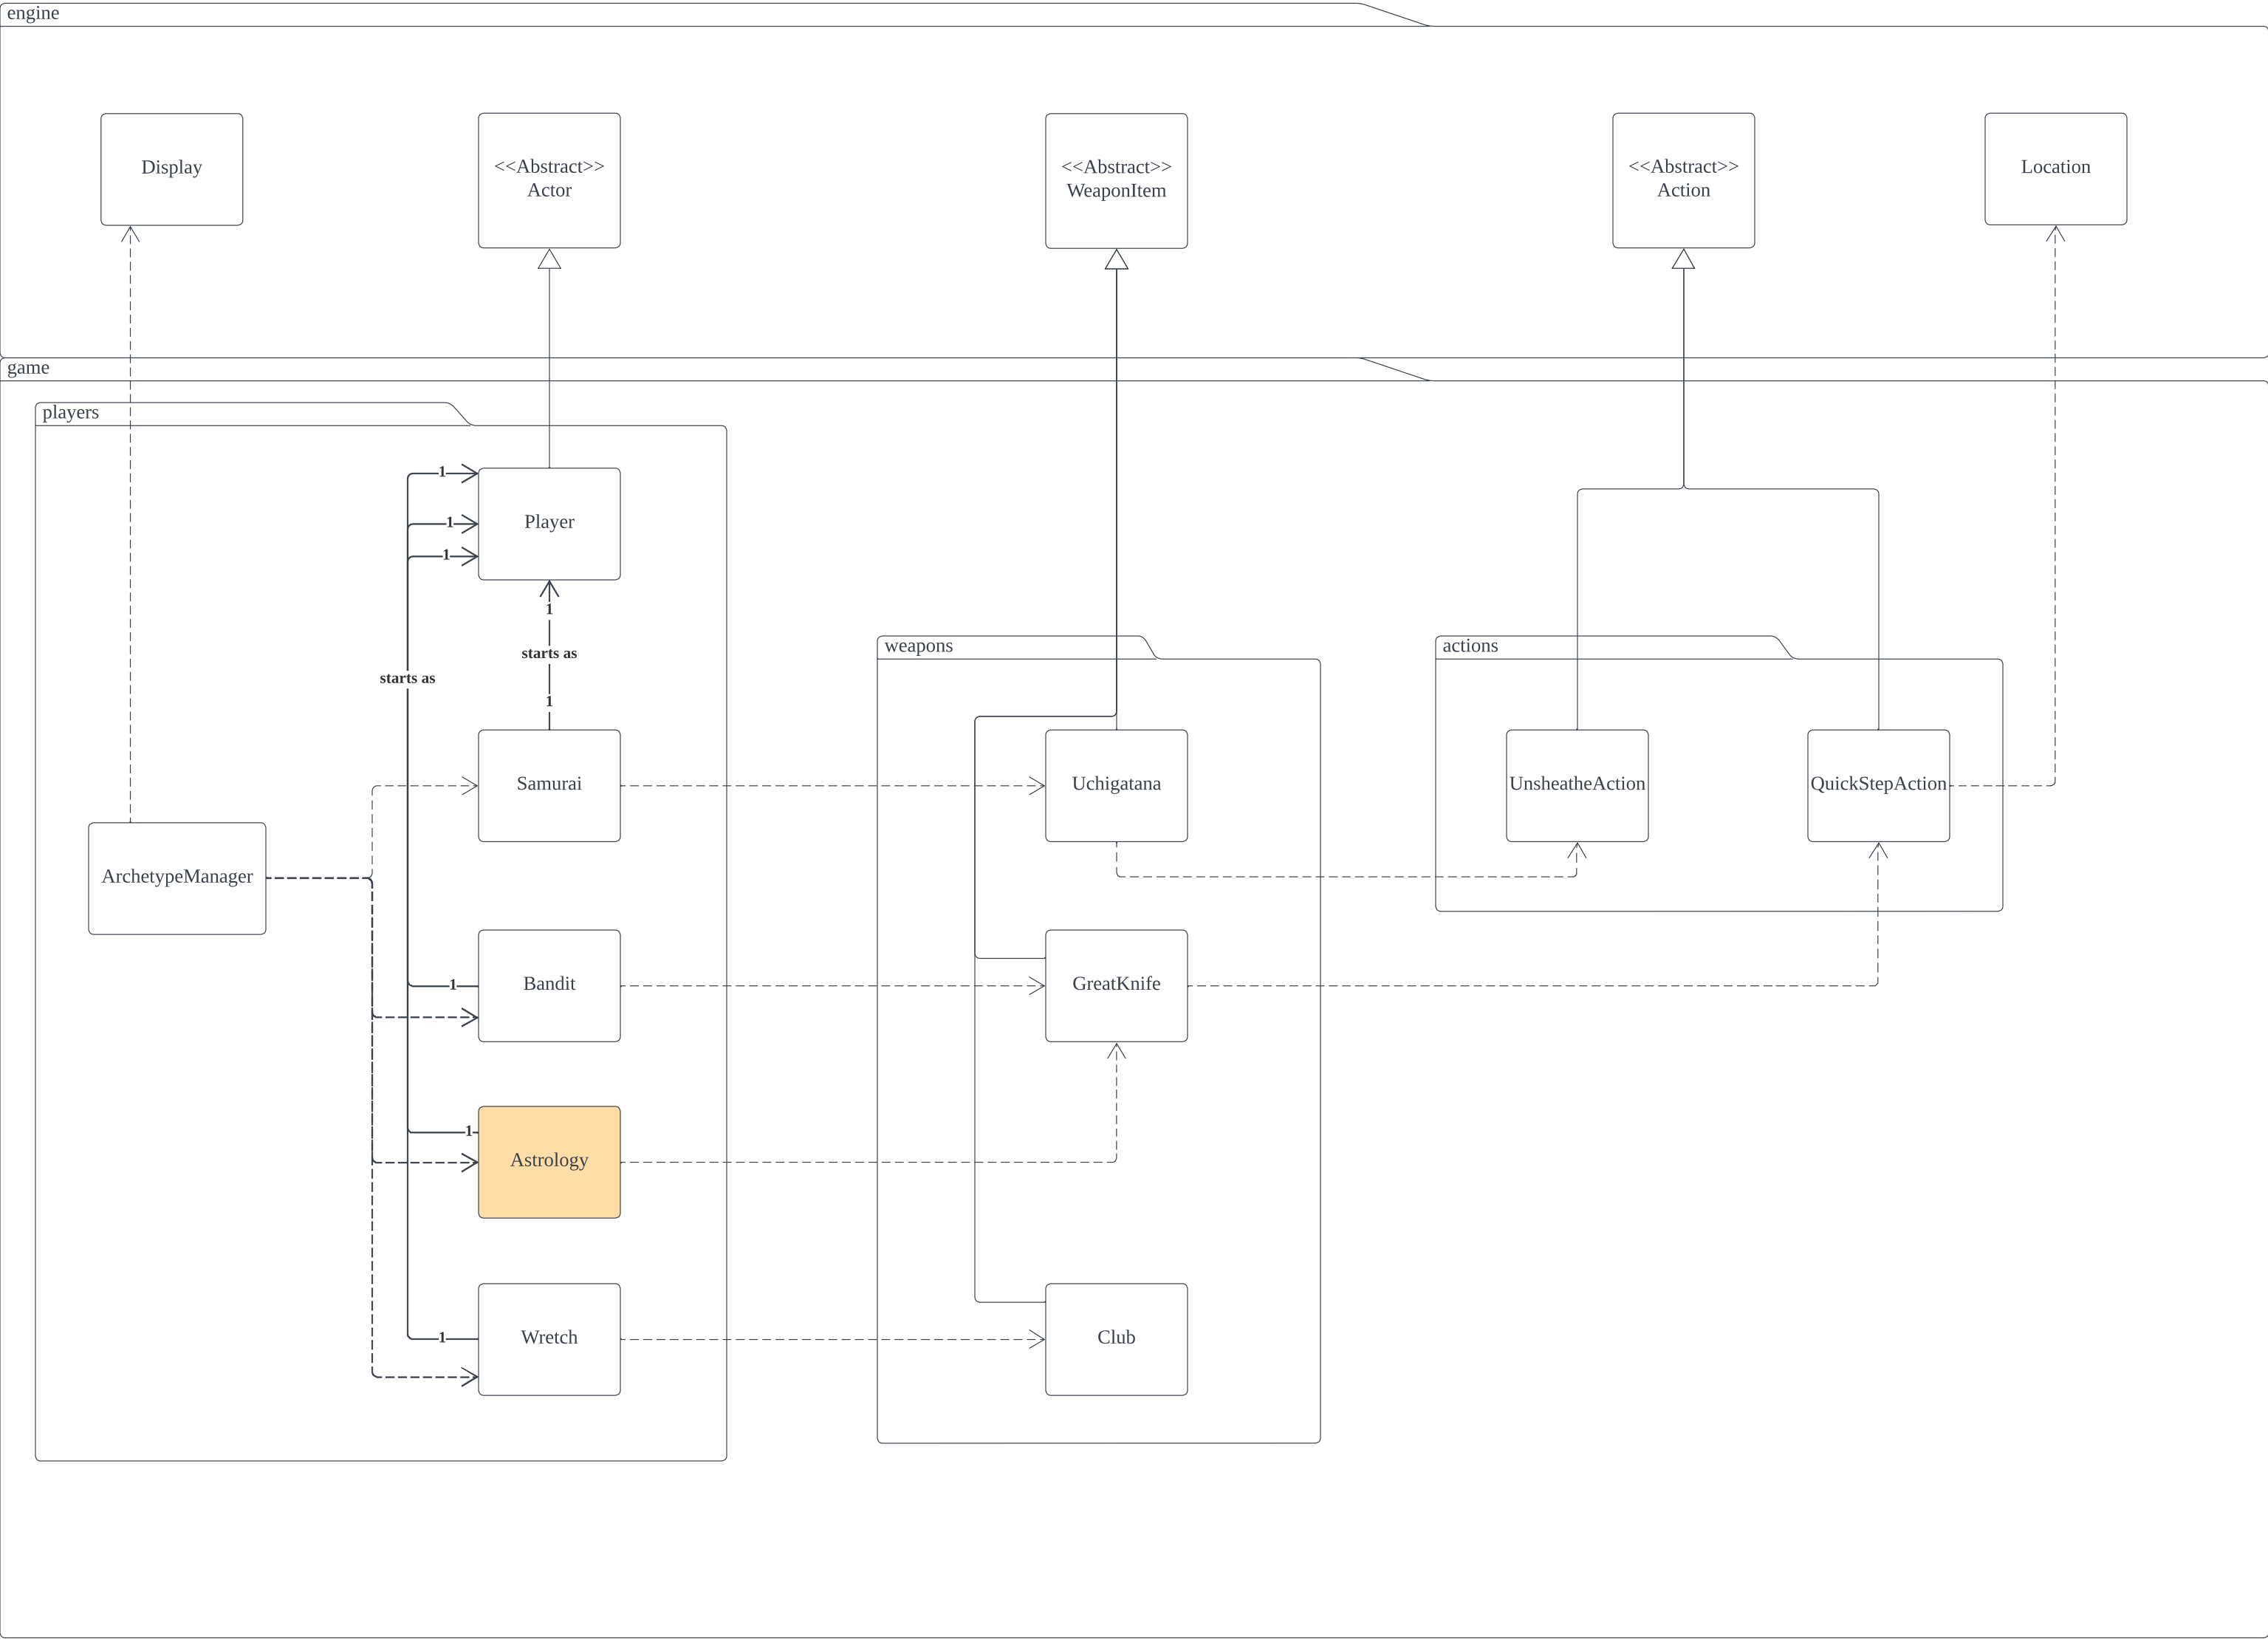 engine
Display
<<Abstract>>
Actor
<<Abstract>>
WeaponItem
<<Abstract>>
Action
Location
game
players
1
1
1
Player
1
starts as
1
starts as
weapons
actions
Samurai
Uchigatana
UnsheatheAction
QuickStepAction
ArchetypeManager
1
Bandit
GreatKnife
1
Astrology
1
Wretch
Club